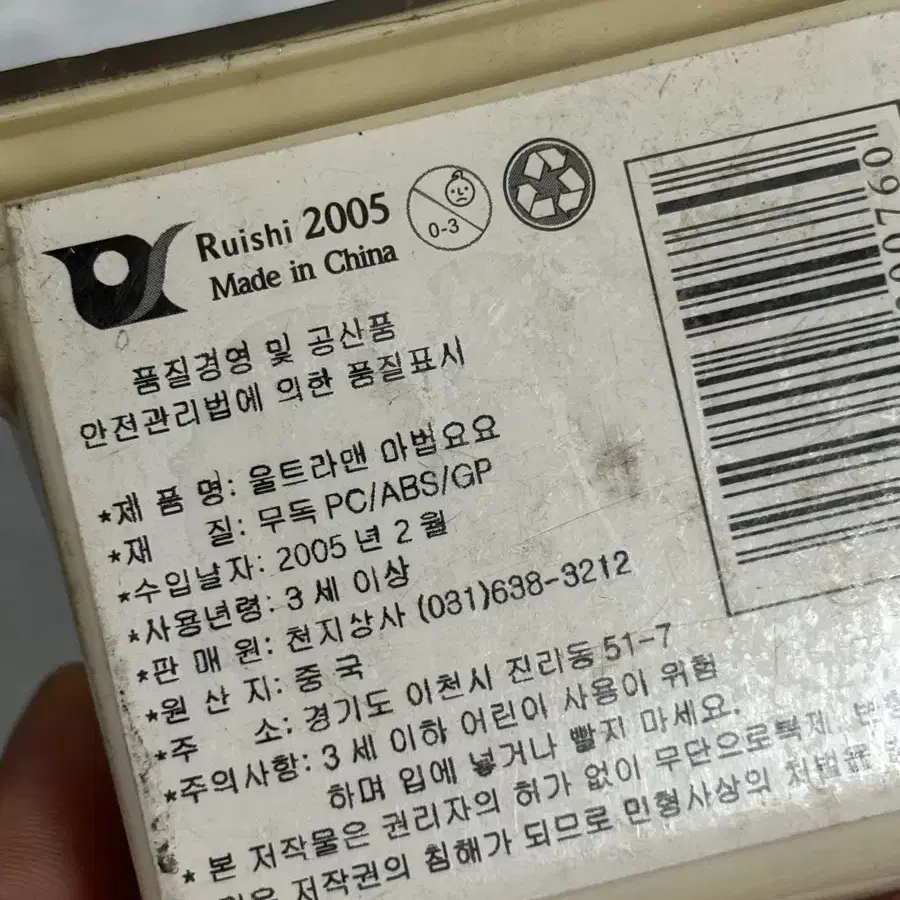 Ruishi 2005
Made in China
0-3
00760
품질경영 및 공산품
안전관리법에 의한 품질표시
*제 품 명: 울트라맨 마법요요
*재 질: 무독 PC/ABS/GP
*수입날자: 2005 년 2 월
*사용년령: 3 세 이상
*판 매 원: 천지상사 (031)638-3212
*원 산 지: 중 국
*주 소: 경기도 이천시 진리동 51-7
*주의사항: 3 세 이하 어린이 사용이 위험
하며 입에 넣거나 빨지 마세요.
* 본 저작물은 권리자의 허가 없이 무단으로복제,
저작권의 침해가 되므로 민형사상의 처벌을